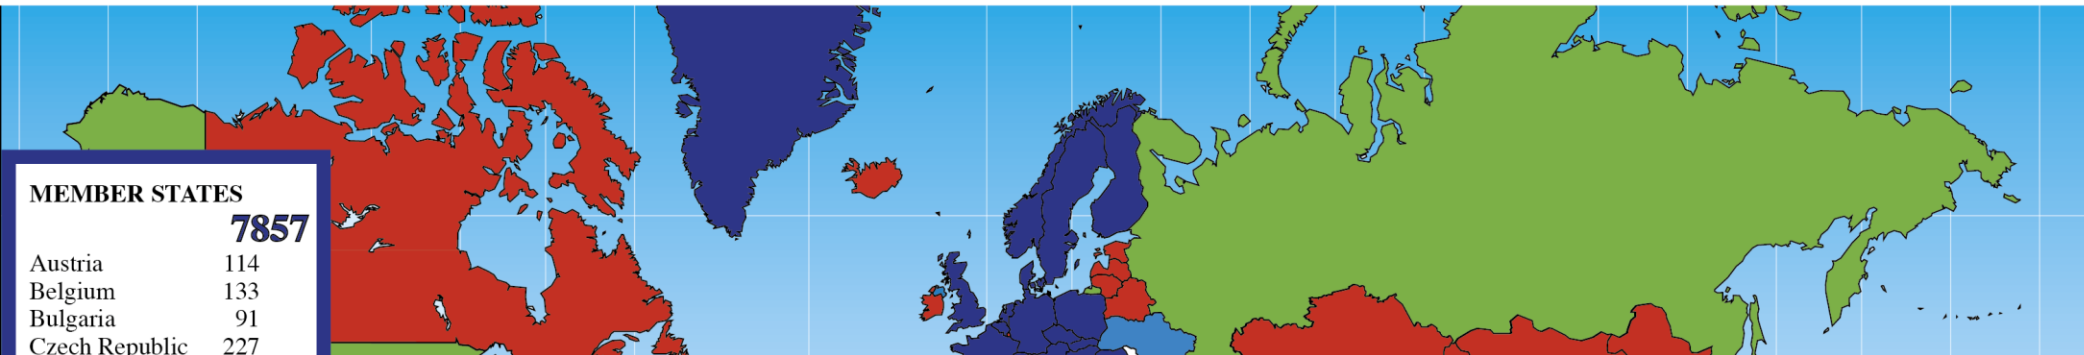 MEMBER STATES
7857
Austria 114
Belgium 133
Bulgaria 91
Czech Republic 227